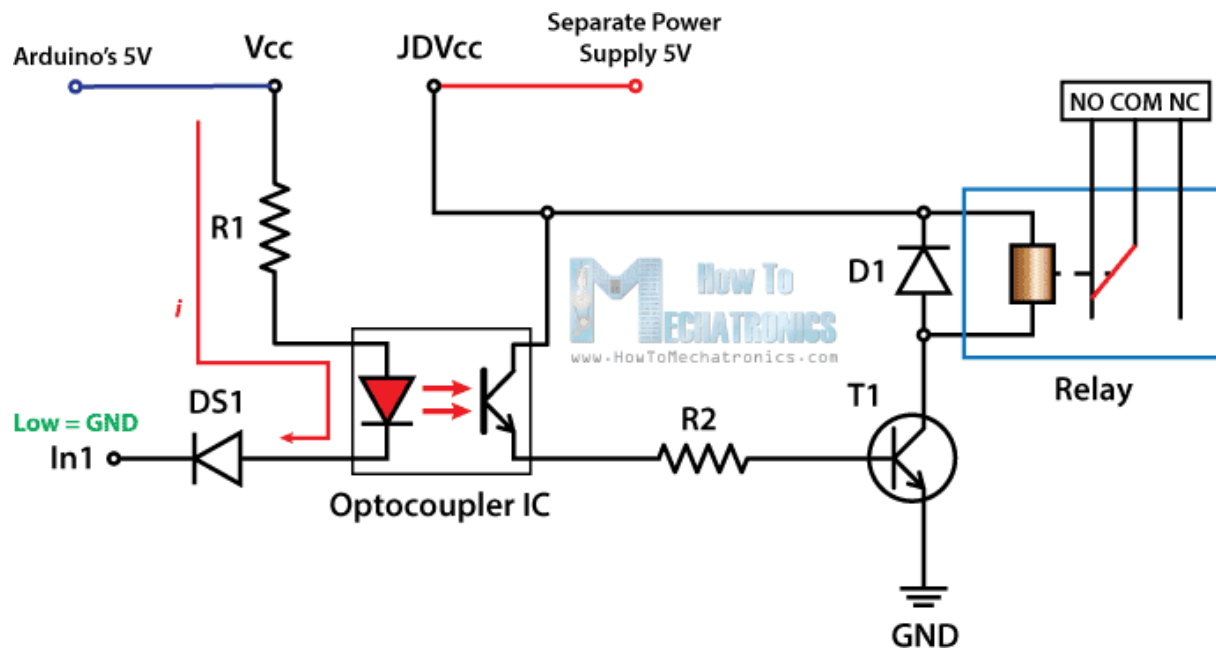 Separate Power
Supply 5V
Arduino's 5V
Vcc
JDVcc
NO COM NC
R1
D1
How To
MECHATRONICS
www.HowToMechatronics.com
i
Relay
DS1
T1
Low = GND
R2
In1
Optocoupler IC
GND